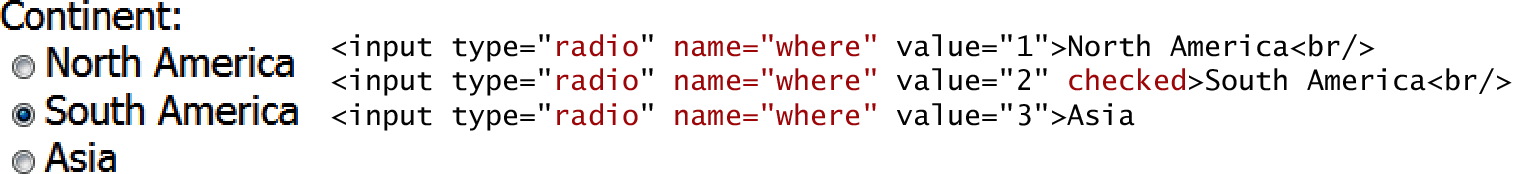 Continent:
North America
South America
Asia
<input type="radio" name="where" value="1">North America<br/>
<input type="radio" name="where" value="2" checked>South America<br/>
<input type="radio" name="where" value="3">Asia